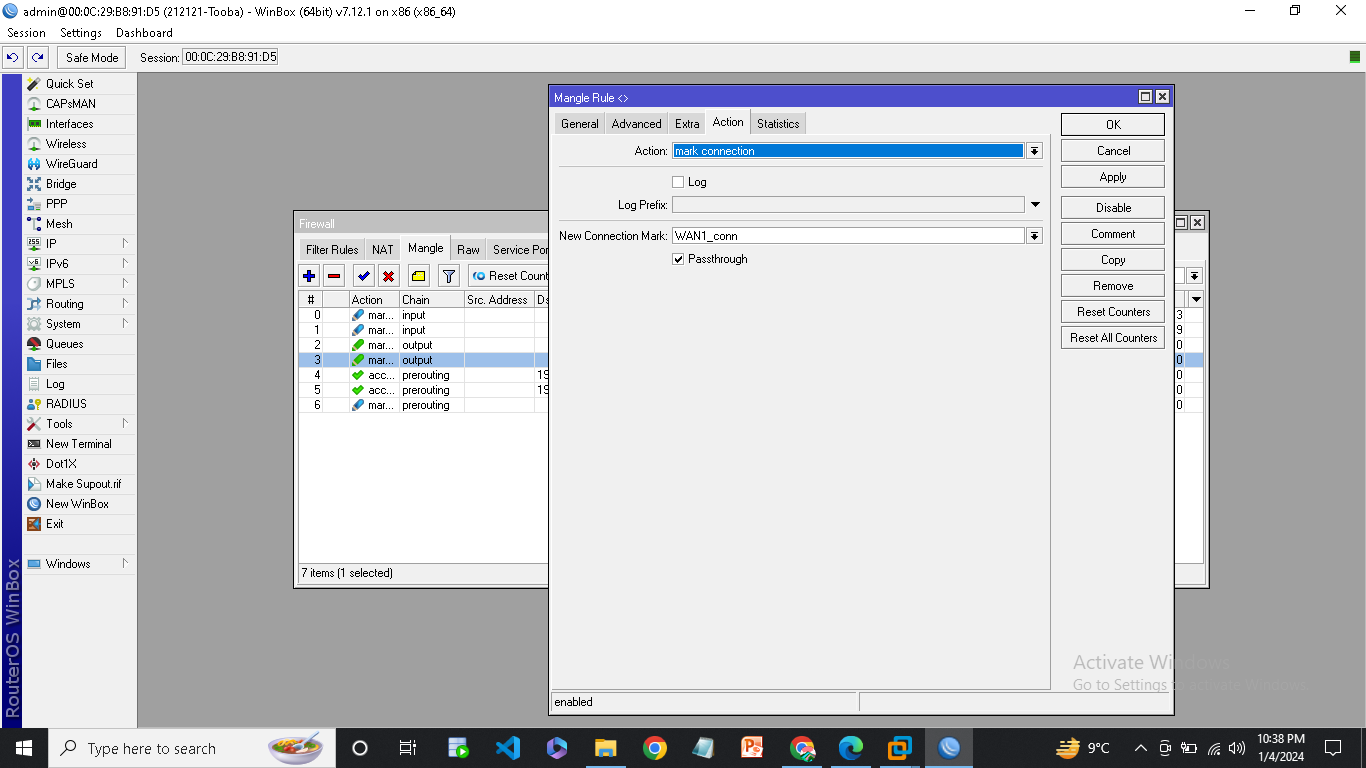 admin@00:0C:29:B8:91:D5 (212121-Tooba) - WinBox (64bit) v7.12.1 on x86 (x86_64)
Session Settings Dashboard
Safe Mode Session: 00:0C:29:B8:91:D5
Quick Set
CAPsMAN
Interfaces
Wireless
WireGuard
Bridge
PPP
Mesh
IP
IPv6
MPLS
Routing
System
Queues
Files
Log
RADIUS
Tools
New Terminal
Dot1X
Make Supout.rif
New WinBox
Exit
Windows
RouterOS WinBox
Firewall
Filter Rules NAT Mangle Raw Service Por
Reset Count
# Action Chain Src. Address Ds
0 mar... input 3
1 mar... input 9
2 mar... output 0
3 mar... output 0
4 acc... prerouting 19 0
5 acc... prerouting 19 0
6 mar... prerouting 0
7 items (1 selected)
Mangle Rule <>
General Advanced Extra Action Statistics
Action: mark connection
Log
Log Prefix:
New Connection Mark: WAN1_conn
Passthrough
OK
Cancel
Apply
Disable
Comment
Copy
Remove
Reset Counters
Reset All Counters
enabled
Activate Windows
Go to Settings to activate Windows.
Type here to search
9°C
10:38 PM
1/4/2024